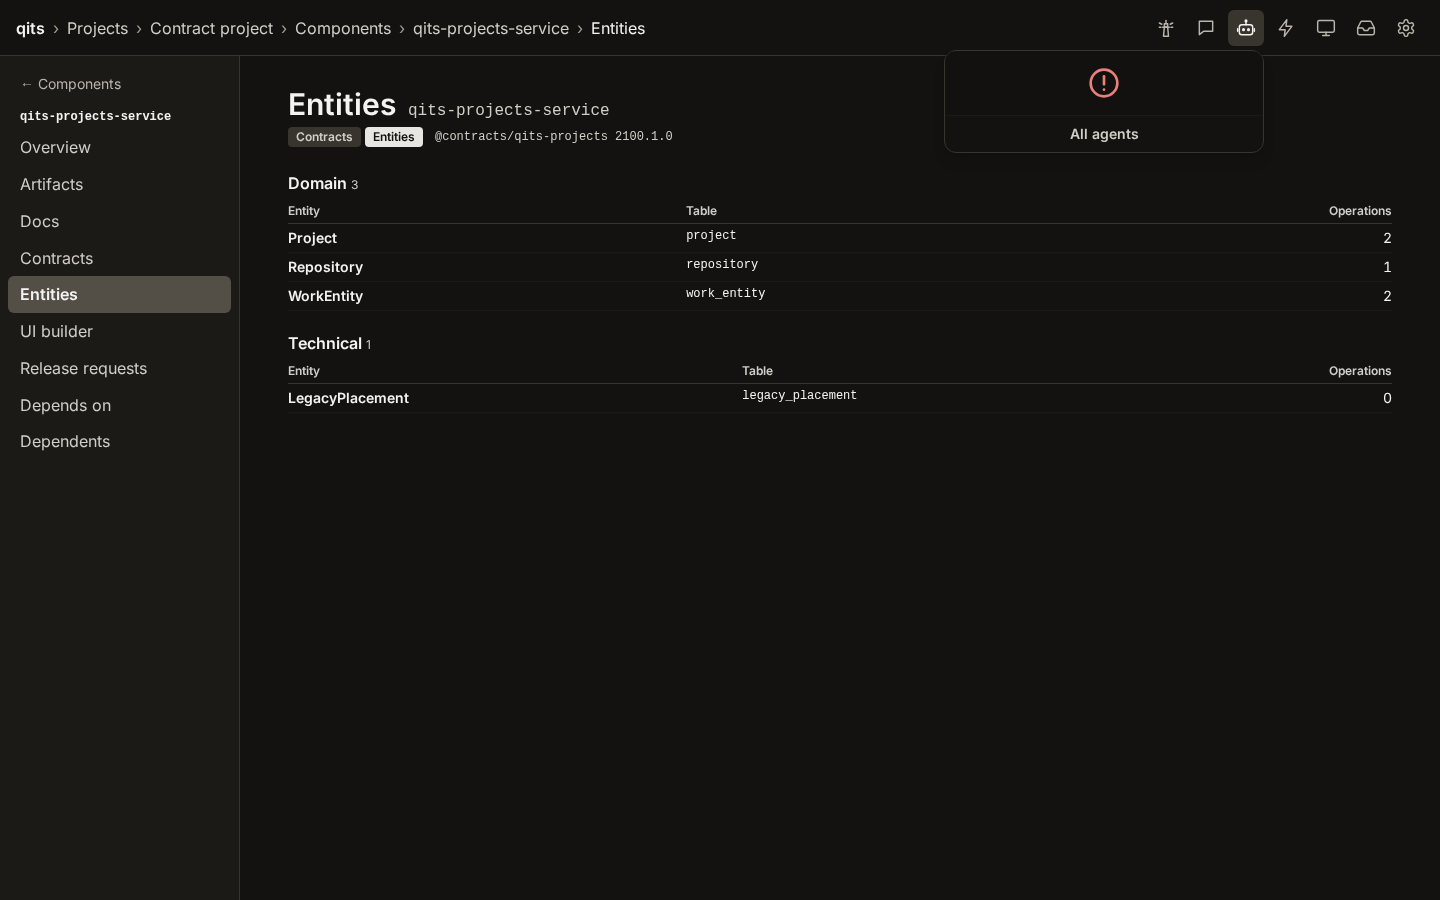 qits › Projects › Contract project › Components › qits-projects-service › Entities
← Components
qits-projects-service
Overview
Artifacts
Docs
Contracts
Entities
UI builder
Release requests
Depends on
Dependents
All agents
Entities qits-projects-service
Contracts Entities @contracts/qits-projects 2100.1.0
Domain 3
Entity Table Operations
Project project 2
Repository repository 1
WorkEntity work_entity 2
Technical 1
Entity Table Operations
LegacyPlacement legacy_placement 0